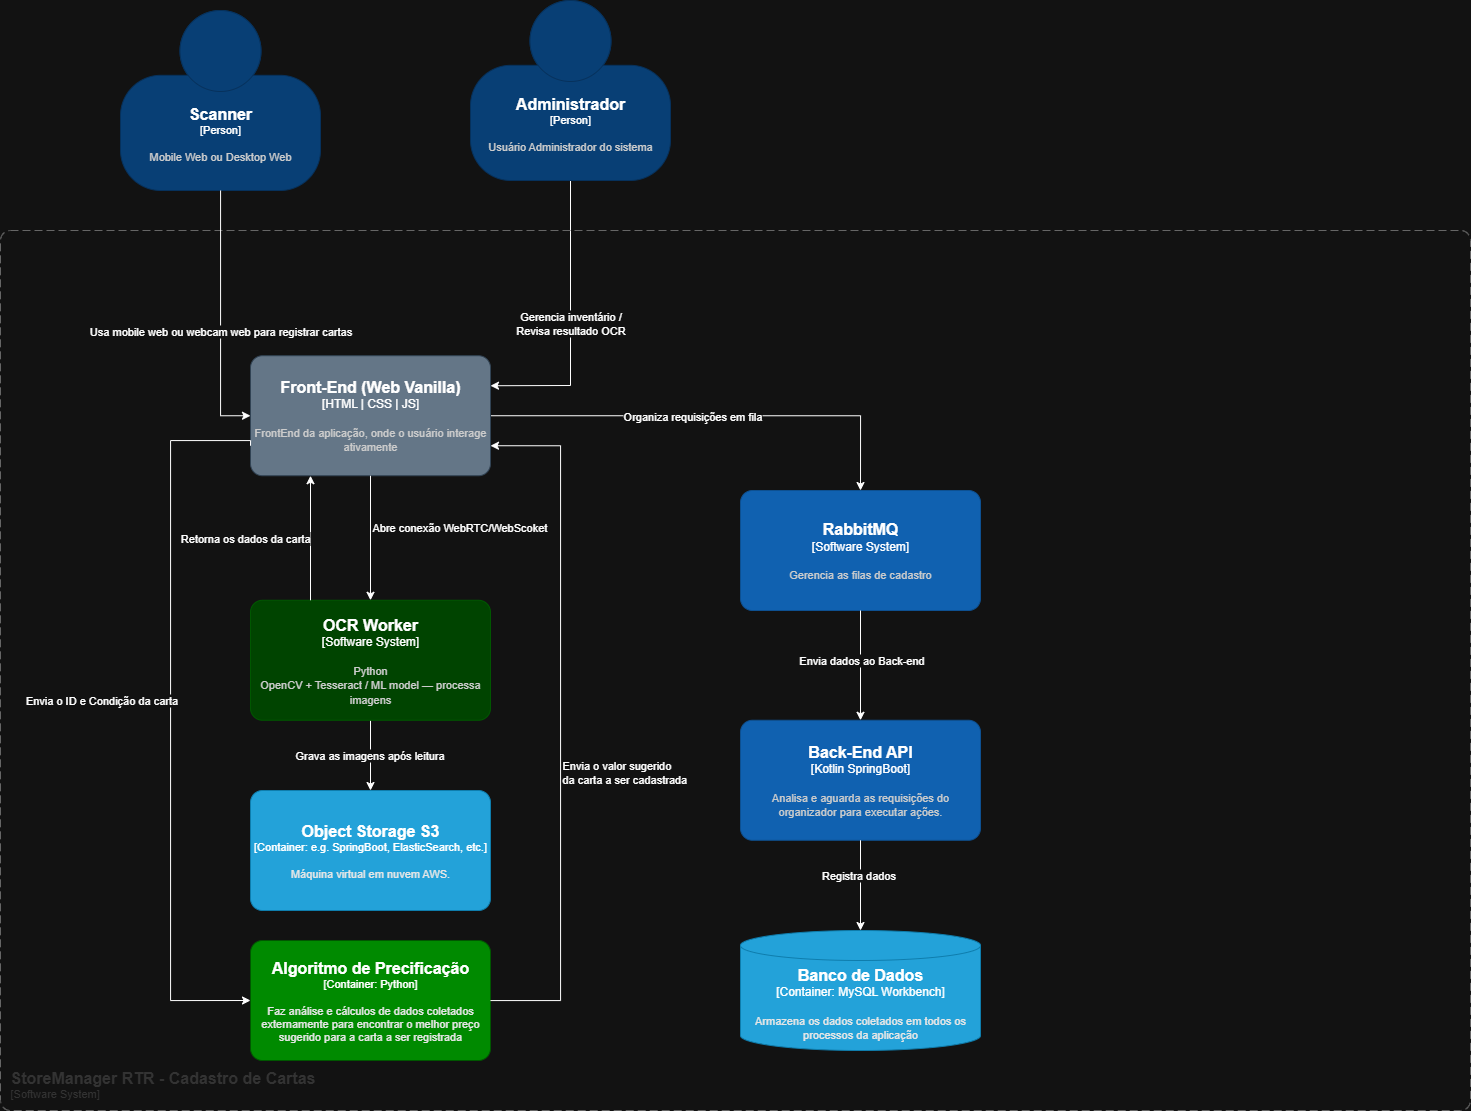 Scanner
[Person]
Mobile Web ou Desktop Web
Administrador
[Person]
Usuário Administrador do sistema
Usa mobile web ou webcam web para registrar cartas
Gerencia inventário /
Revisa resultado OCR
Front-End (Web Vanilla)
[HTML | CSS | JS]
FrontEnd da aplicação, onde o usuário interage
ativamente
Organiza requisições em fila
Retorna os dados da carta
Abre conexão WebRTC/WebScoket
RabbitMQ
[Software System]
Gerencia as filas de cadastro
OCR Worker
[Software System]
Python
OpenCV + Tesseract / ML model — processa
imagens
Envia dados ao Back-end
Envia o ID e Condição da carta
Grava as imagens após leitura
Envia o valor sugerido
da carta a ser cadastrada
Back-End API
[Kotlin SpringBoot]
Analisa e aguarda as requisições do
organizador para executar ações.
Object Storage S3
[Container: e.g. SpringBoot, ElasticSearch, etc.]
Máquina virtual em nuvem AWS.
Registra dados
Algoritmo de Precificação
[Container: Python]
Faz análise e cálculos de dados coletados
externamente para encontrar o melhor preço
sugerido para a carta a ser registrada
Banco de Dados
[Container: MySQL Workbench]
Armazena os dados coletados em todos os
processos da aplicação
StoreManager RTR - Cadastro de Cartas
[Software System]